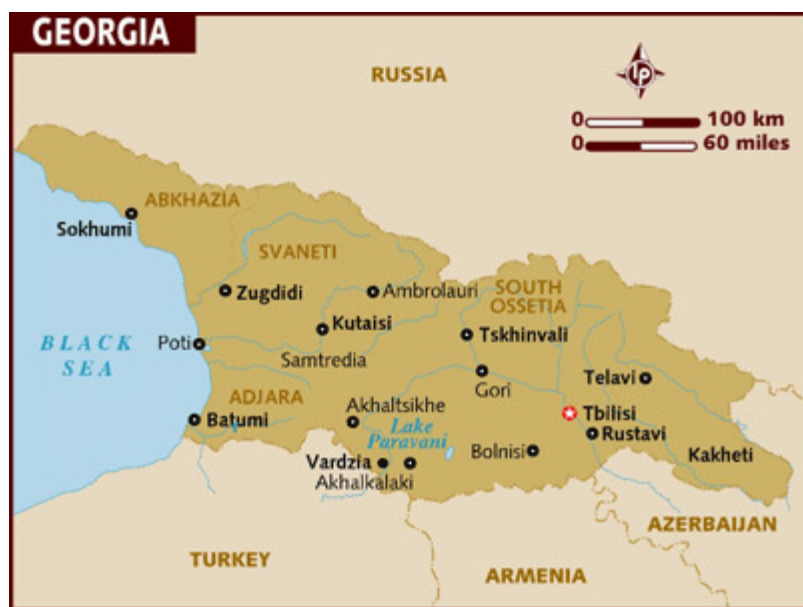 GEORGIA
RUSSIA
lp
0 100 km
0 60 miles
ABKHAZIA
Sokhumi
SVANETI
Zugdidi
Ambrolauri
SOUTH
OSSETIA
Kutaisi
Tskhinvali
BLACK
SEA
Poti
Samtredia
Gori
Telavi
ADJARA
Akhaltsikhe
Tbilisi
Batumi
Lake
Paravani
Rustavi
Bolnisi
Kakheti
Vardzia
Akhalkalaki
AZERBAIJAN
TURKEY
ARMENIA